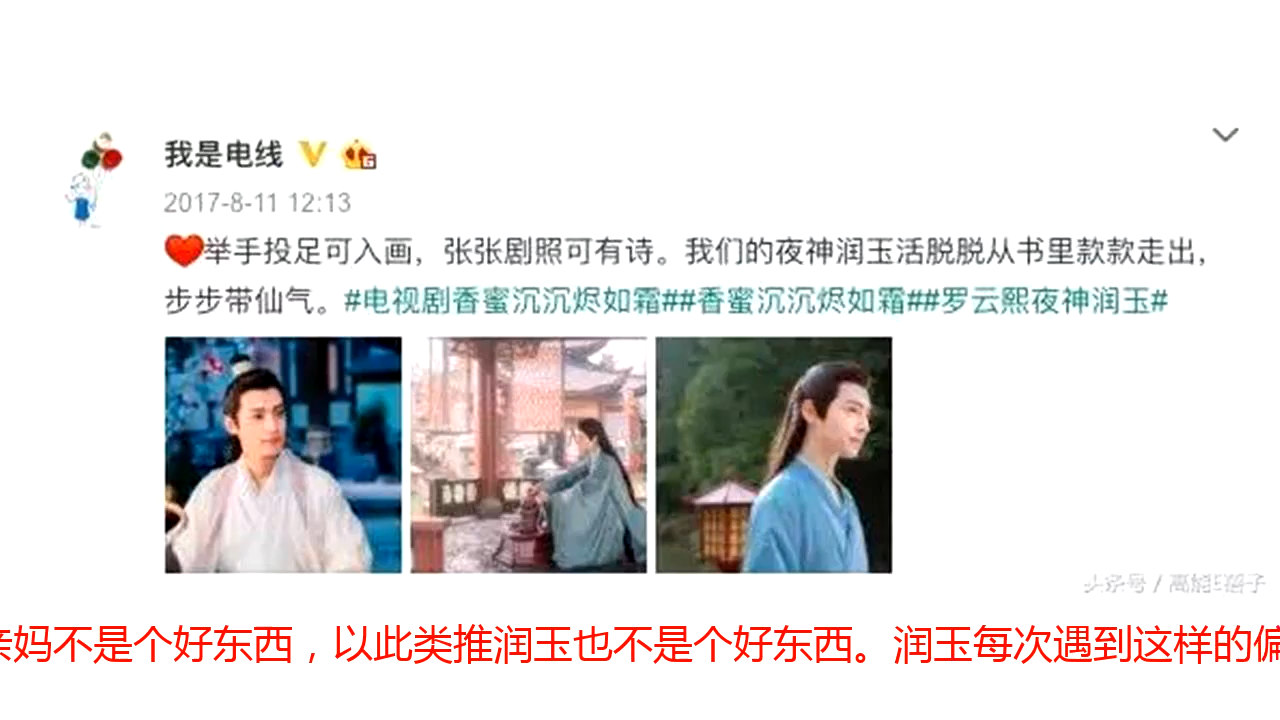 我是电线
2017-8-11 12:13
举手投足可入画，张张剧照可有诗。我们的夜神润玉活脱脱从书里款款走出，
步步带仙气。#电视剧香蜜沉沉烬如霜##香蜜沉沉烬如霜##罗云熙夜神润玉#
头条号 / 高能E搭子
亲妈不是个好东西，以此类推润玉也不是个好东西。润玉每次遇到这样的偏